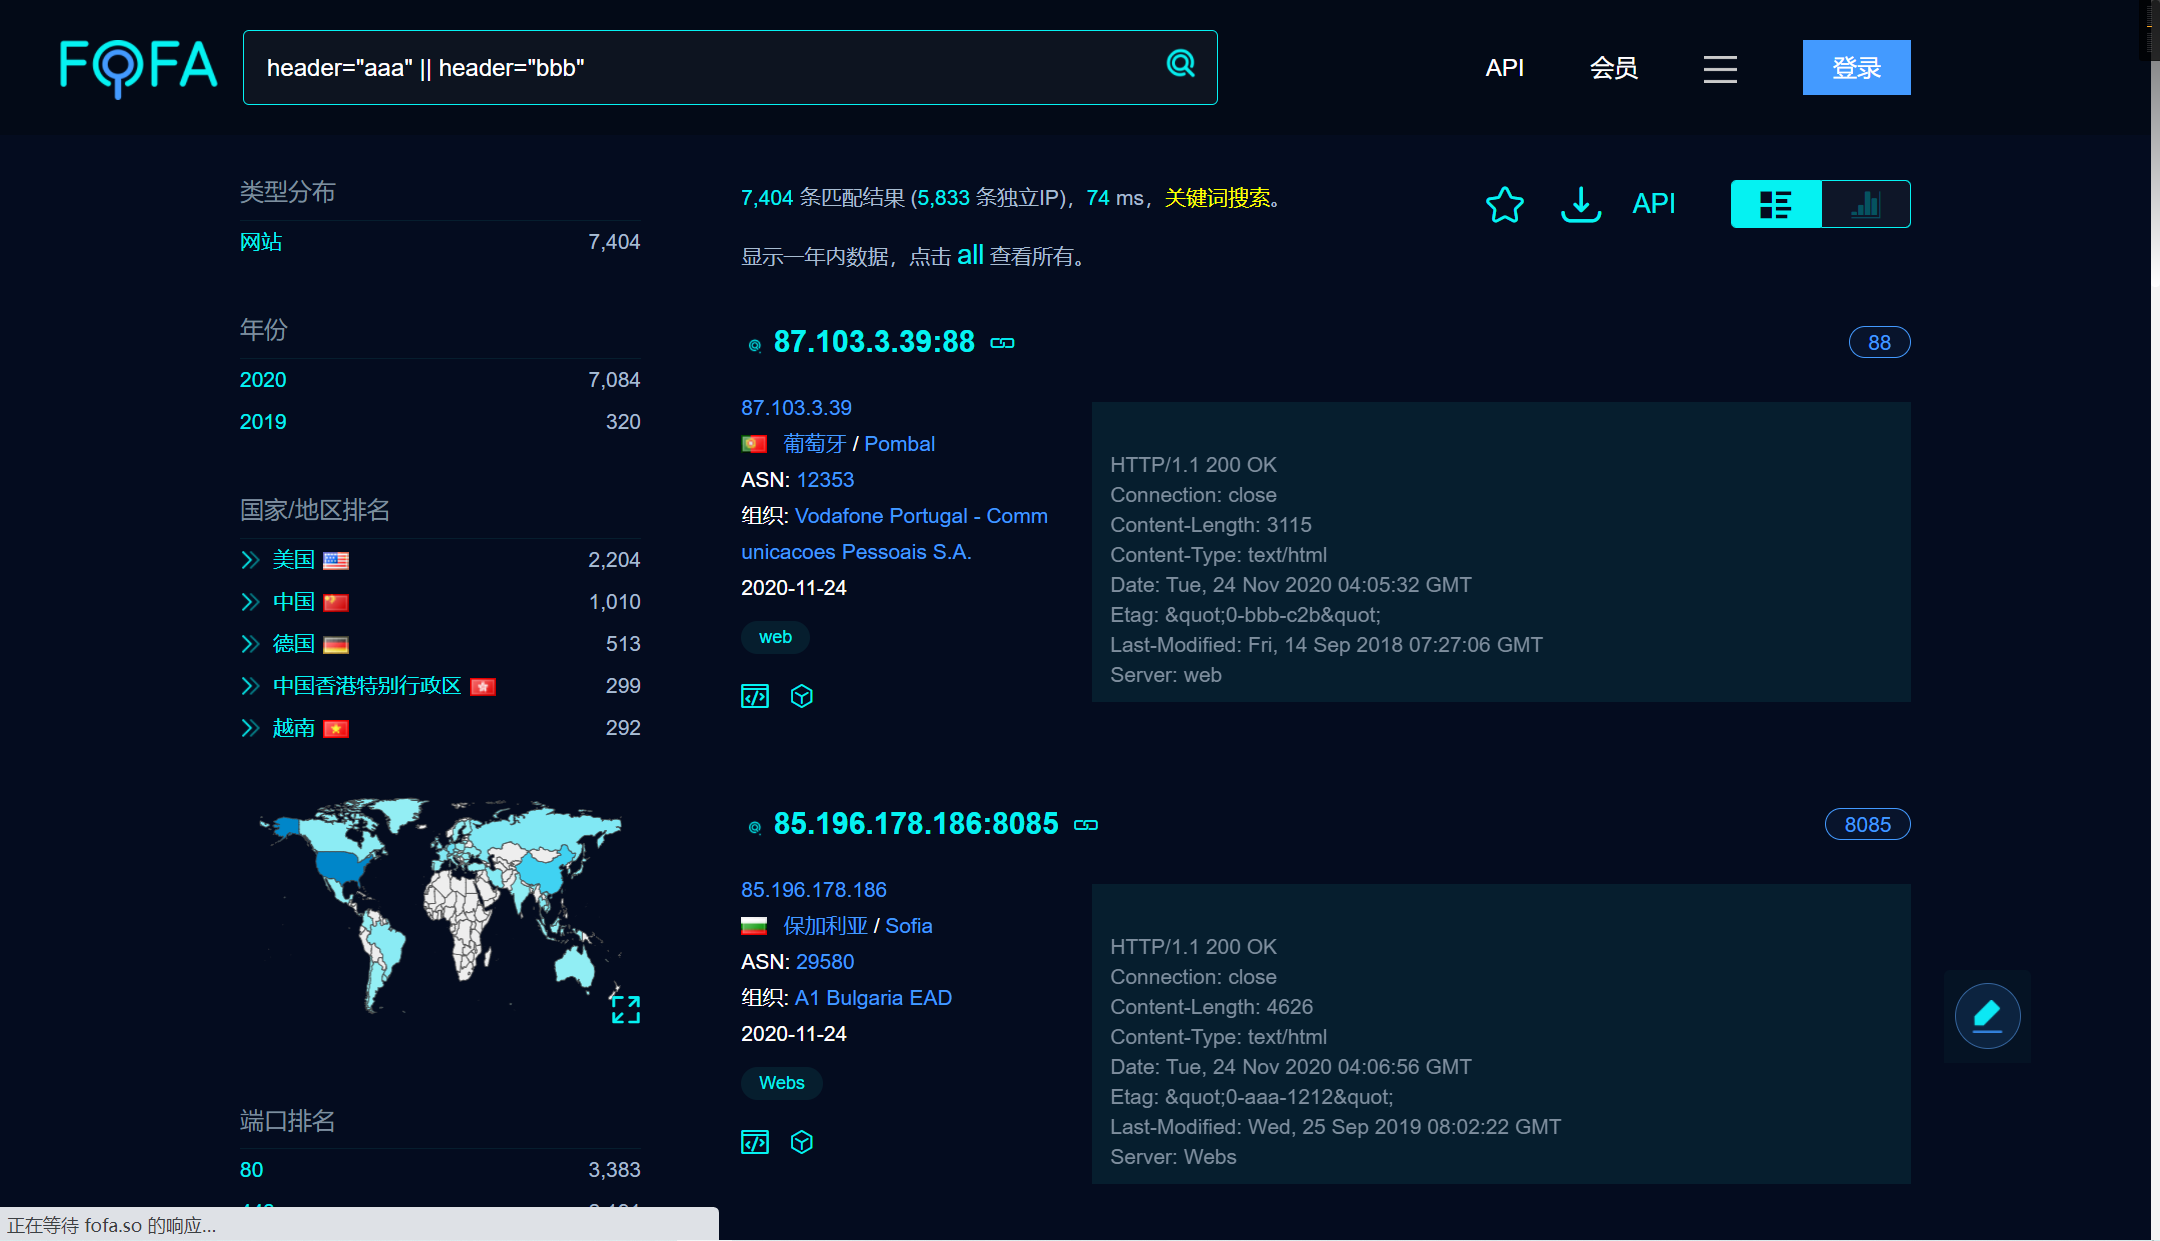 FOFA
header="aaa" || header="bbb"
API
会员
登录
类型分布
网站 7,404
年份
2020 7,084
2019 320
国家/地区排名
美国 2,204
中国 1,010
德国 513
中国香港特别行政区 299
越南 292
端口排名
80 3,383
7,404 条匹配结果 (5,833 条独立IP)，74 ms，关键词搜索。
API
显示一年内数据，点击 all 查看所有。
87.103.3.39:88
88
87.103.3.39
葡萄牙 / Pombal
ASN: 12353
组织: Vodafone Portugal - Comm
unicacoes Pessoais S.A.
2020-11-24
web
HTTP/1.1 200 OK
Connection: close
Content-Length: 3115
Content-Type: text/html
Date: Tue, 24 Nov 2020 04:05:32 GMT
Etag: &quot;0-bbb-c2b&quot;
Last-Modified: Fri, 14 Sep 2018 07:27:06 GMT
Server: web
85.196.178.186:8085
8085
85.196.178.186
保加利亚 / Sofia
ASN: 29580
组织: A1 Bulgaria EAD
2020-11-24
Webs
HTTP/1.1 200 OK
Connection: close
Content-Length: 4626
Content-Type: text/html
Date: Tue, 24 Nov 2020 04:06:56 GMT
Etag: &quot;0-aaa-1212&quot;
Last-Modified: Wed, 25 Sep 2019 08:02:22 GMT
Server: Webs
正在等待 fofa.so 的响应...